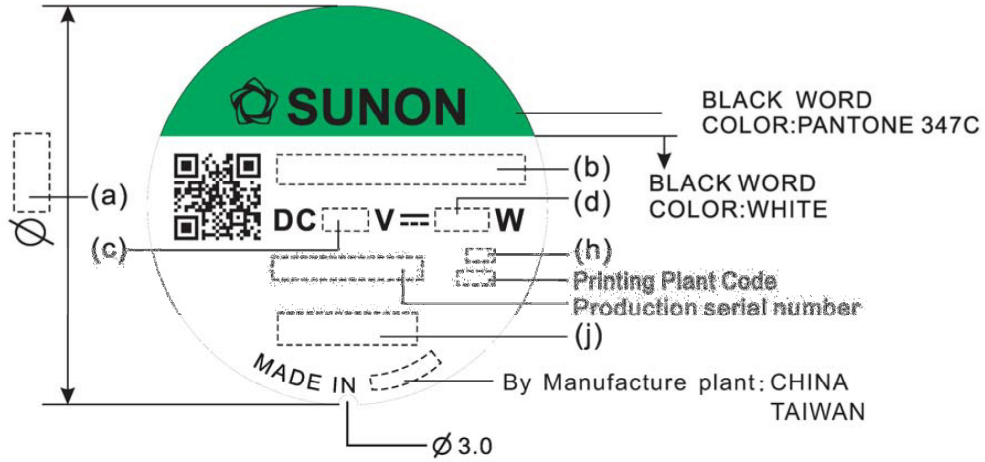 SUNON
BLACK WORD
COLOR:PANTONE 347C
(a)
Ø
(b)
BLACK WORD
COLOR:WHITE
DC V W
(c)
(d)
(h)
Printing Plant Code
Production serial number
(j)
MADE IN
By Manufacture plant: CHINA
TAIWAN
Ø 3.0